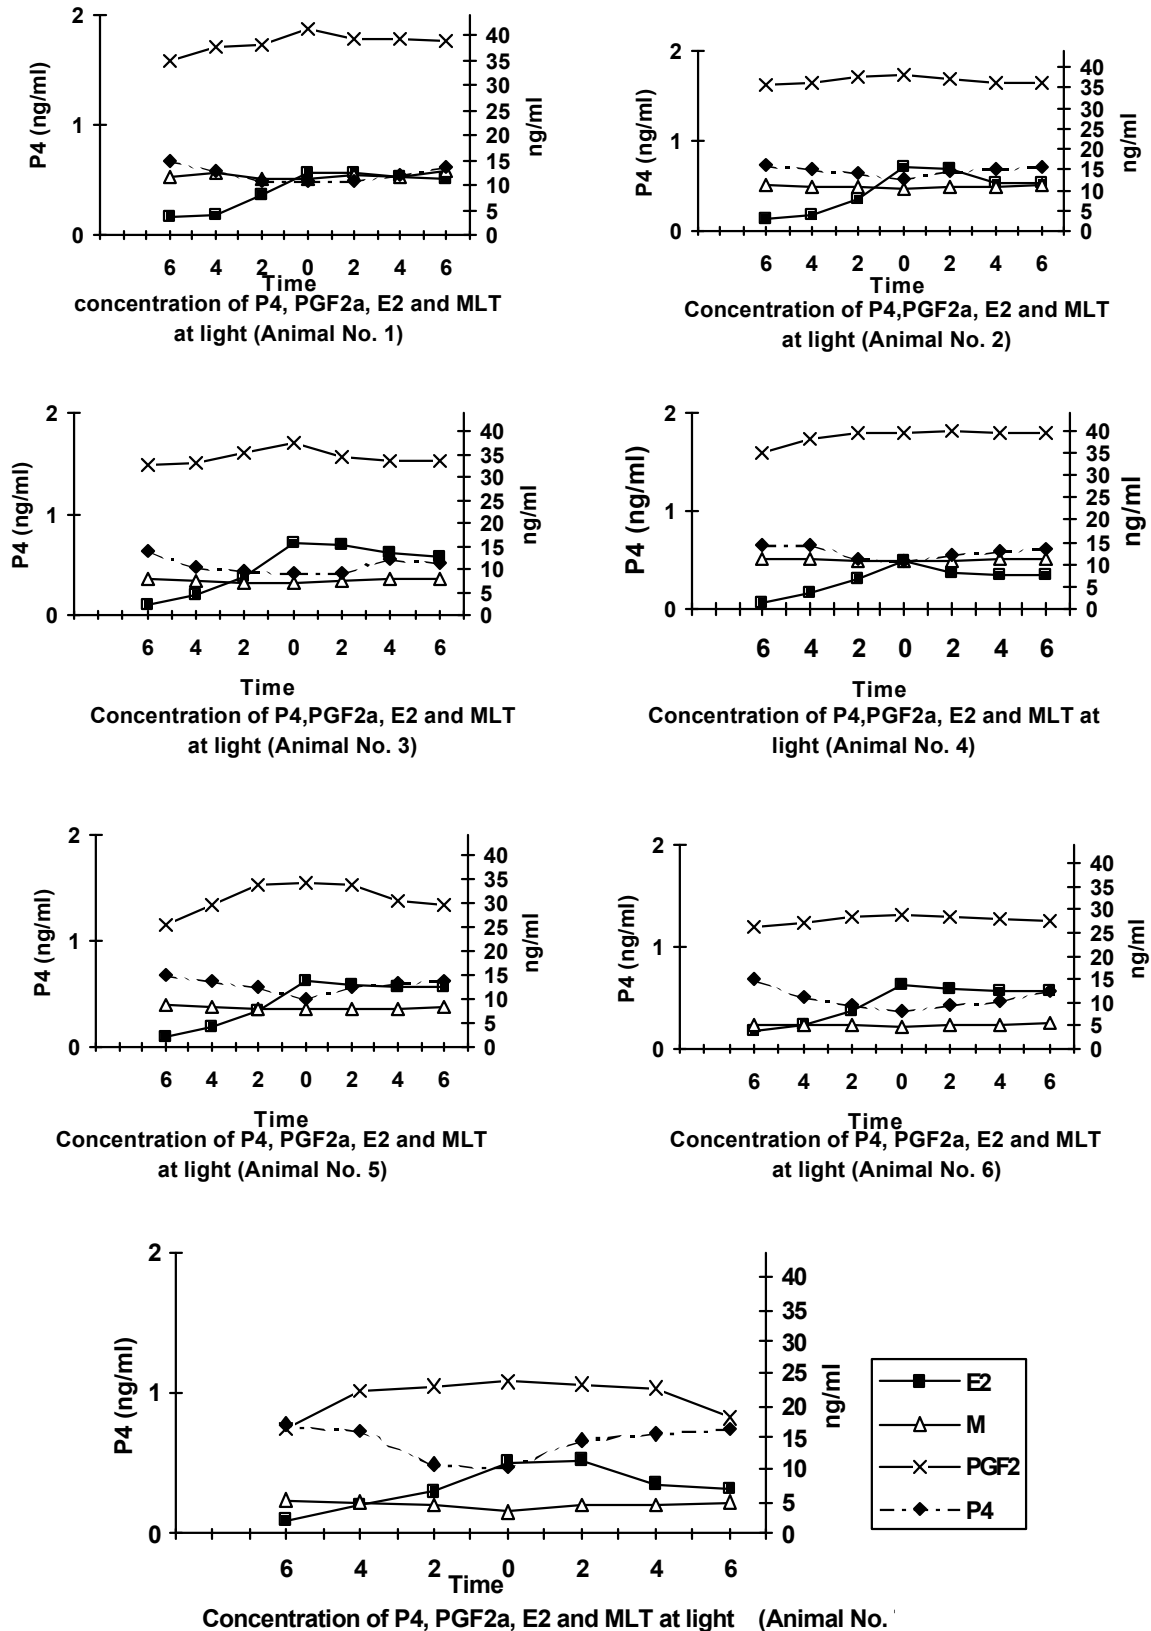 2
1
0
P4 (ng/ml)
40
35
30
25
20
15
10
5
0
ng/ml
6 4 2 0 2 4 6
Time
concentration of P4, PGF2a, E2 and MLT
at light (Animal No. 1)
2
1
0
P4 (ng/ml)
40
35
30
25
20
15
10
5
0
ng/ml
6 4 2 0 2 4 6
Time
Concentration of P4,PGF2a, E2 and MLT
at light (Animal No. 2)
2
1
0
P4 (ng/ml)
40
35
30
25
20
15
10
5
0
ng/ml
6 4 2 0 2 4 6
Time
Concentration of P4,PGF2a, E2 and MLT
at light (Animal No. 3)
2
1
0
P4 (ng/ml)
40
35
30
25
20
15
10
5
0
ng/ml
6 4 2 0 2 4 6
Time
Concentration of P4,PGF2a, E2 and MLT at
light (Animal No. 4)
2
1
0
P4 (ng/ml)
40
35
30
25
20
15
10
5
0
ng/ml
6 4 2 0 2 4 6
Time
Concentration of P4, PGF2a, E2 and MLT
at light (Animal No. 5)
2
1
0
P4 (ng/ml)
40
35
30
25
20
15
10
5
0
ng/ml
6 4 2 0 2 4 6
Time
Concentration of P4, PGF2a, E2 and MLT
at light (Animal No. 6)
2
1
0
P4 (ng/ml)
40
35
30
25
20
15
10
5
0
ng/ml
6 4 2 0 2 4 6
Time
E2
M
PGF2
P4
Concentration of P4, PGF2a, E2 and MLT at light (Animal No.